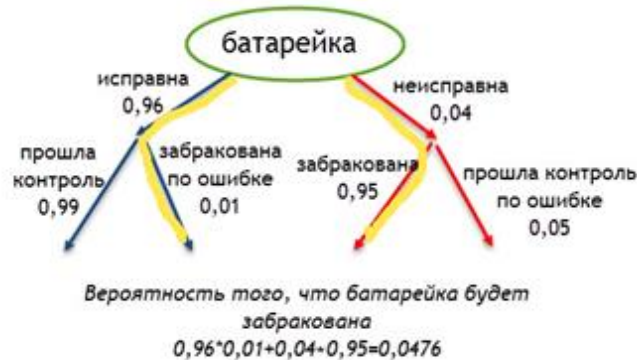 батарейка
исправна
0,96
неисправна
0,04
прошла
контроль
0,99
забракована
по ошибке
0,01
забракована
0,95
прошла контроль
по ошибке
0,05
Вероятность того, что батарейка будет
забракована
0,96*0,01+0,04*0,95=0,0476